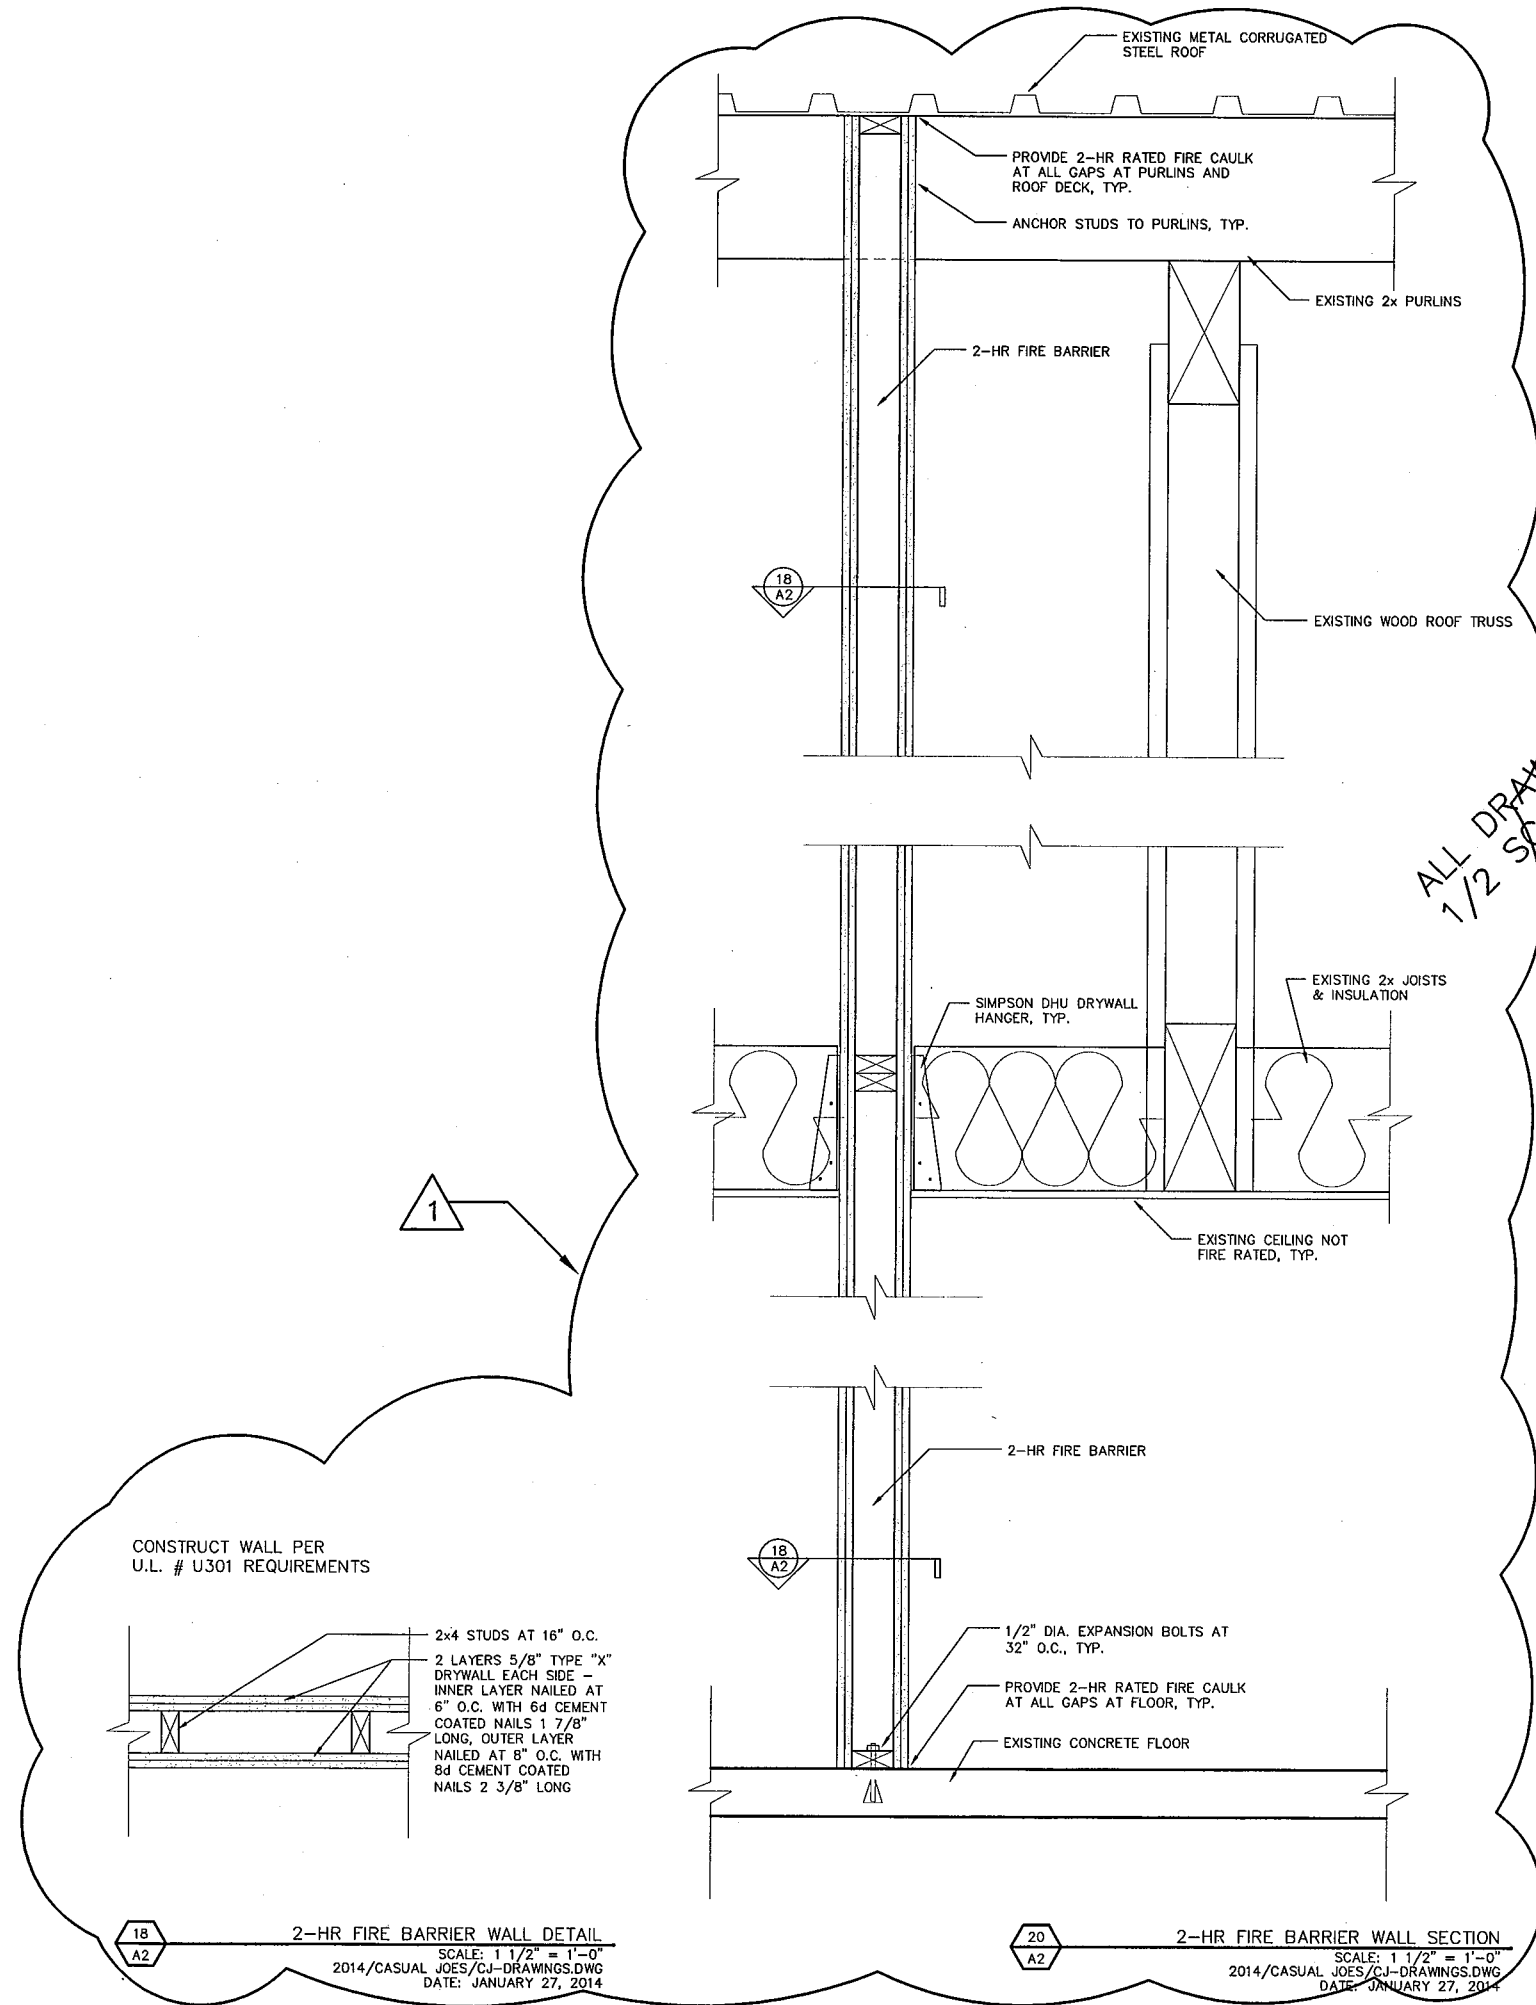 EXISTING METAL CORRUGATED
STEEL ROOF
PROVIDE 2-HR RATED FIRE CAULK
AT ALL GAPS AT PURLINS AND
ROOF DECK, TYP.
ANCHOR STUDS TO PURLINS, TYP.
EXISTING 2x PURLINS
2-HR FIRE BARRIER
18
A2
EXISTING WOOD ROOF TRUSS
ALL
1/2
EXISTING 2x JOISTS
& INSULATION
SIMPSON DHU DRYWALL
HANGER, TYP.
1
EXISTING CEILING NOT
FIRE RATED, TYP.
2-HR FIRE BARRIER
18
A2
CONSTRUCT WALL PER
U.L. # U301 REQUIREMENTS
2x4 STUDS AT 16" O.C.
2 LAYERS 5/8" TYPE "X"
DRYWALL EACH SIDE -
INNER LAYER NAILED AT
6" O.C. WITH 6d CEMENT
COATED NAILS 1 7/8"
LONG, OUTER LAYER
NAILED AT 8" O.C. WITH
8d CEMENT COATED
NAILS 2 3/8" LONG
1/2" DIA. EXPANSION BOLTS AT
32" O.C., TYP.
PROVIDE 2-HR RATED FIRE CAULK
AT ALL GAPS AT FLOOR, TYP.
EXISTING CONCRETE FLOOR
18
A2
2-HR FIRE BARRIER WALL DETAIL
SCALE: 1 1/2" = 1'-0"
2014/CASUAL JOES/CJ-DRAWINGS.DWG
DATE: JANUARY 27, 2014
20
A2
2-HR FIRE BARRIER WALL SECTION
SCALE: 1 1/2" = 1'-0"
2014/CASUAL JOES/CJ-DRAWINGS.DWG
DATE: JANUARY 27, 2014